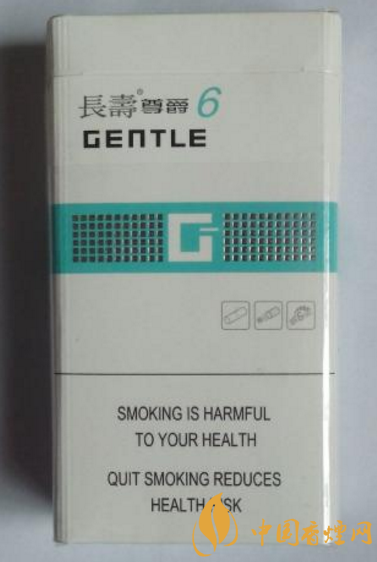 長壽®尊爵 6
GENTLE
G
SMOKING IS HARMFUL
TO YOUR HEALTH
QUIT SMOKING REDUCES
HEALTH RISK
中国香烟网